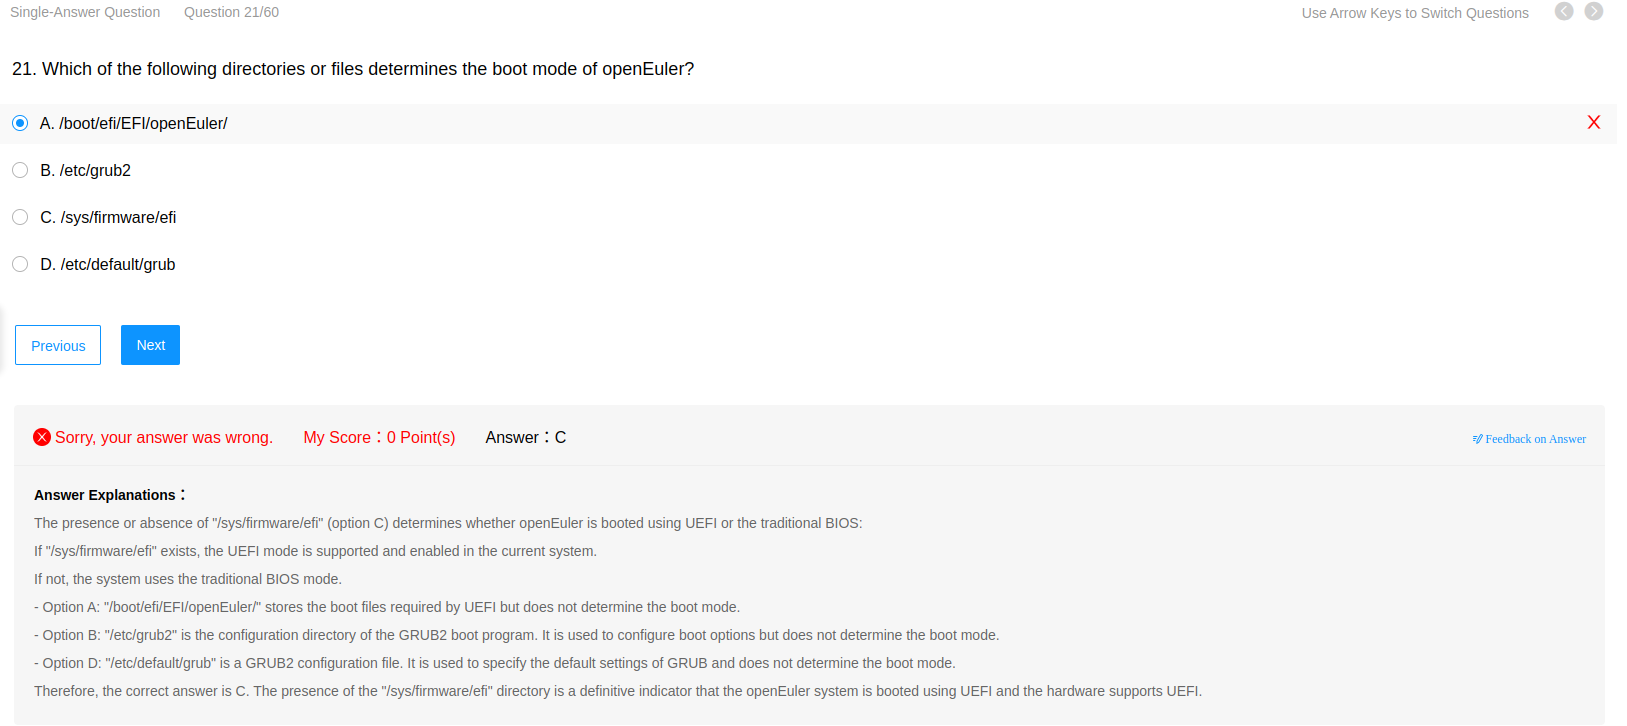 Single-Answer Question Question 21/60 Use Arrow Keys to Switch Questions
21. Which of the following directories or files determines the boot mode of openEuler?
A. /boot/efi/EFI/openEuler/
B. /etc/grub2
C. /sys/firmware/efi
D. /etc/default/grub
Previous Next
Sorry, your answer was wrong. My Score：0 Point(s) Answer：C Feedback on Answer
Answer Explanations：
The presence or absence of "/sys/firmware/efi" (option C) determines whether openEuler is booted using UEFI or the traditional BIOS:
If "/sys/firmware/efi" exists, the UEFI mode is supported and enabled in the current system.
If not, the system uses the traditional BIOS mode.
- Option A: "/boot/efi/EFI/openEuler/" stores the boot files required by UEFI but does not determine the boot mode.
- Option B: "/etc/grub2" is the configuration directory of the GRUB2 boot program. It is used to configure boot options but does not determine the boot mode.
- Option D: "/etc/default/grub" is a GRUB2 configuration file. It is used to specify the default settings of GRUB and does not determine the boot mode.
Therefore, the correct answer is C. The presence of the "/sys/firmware/efi" directory is a definitive indicator that the openEuler system is booted using UEFI and the hardware supports UEFI.